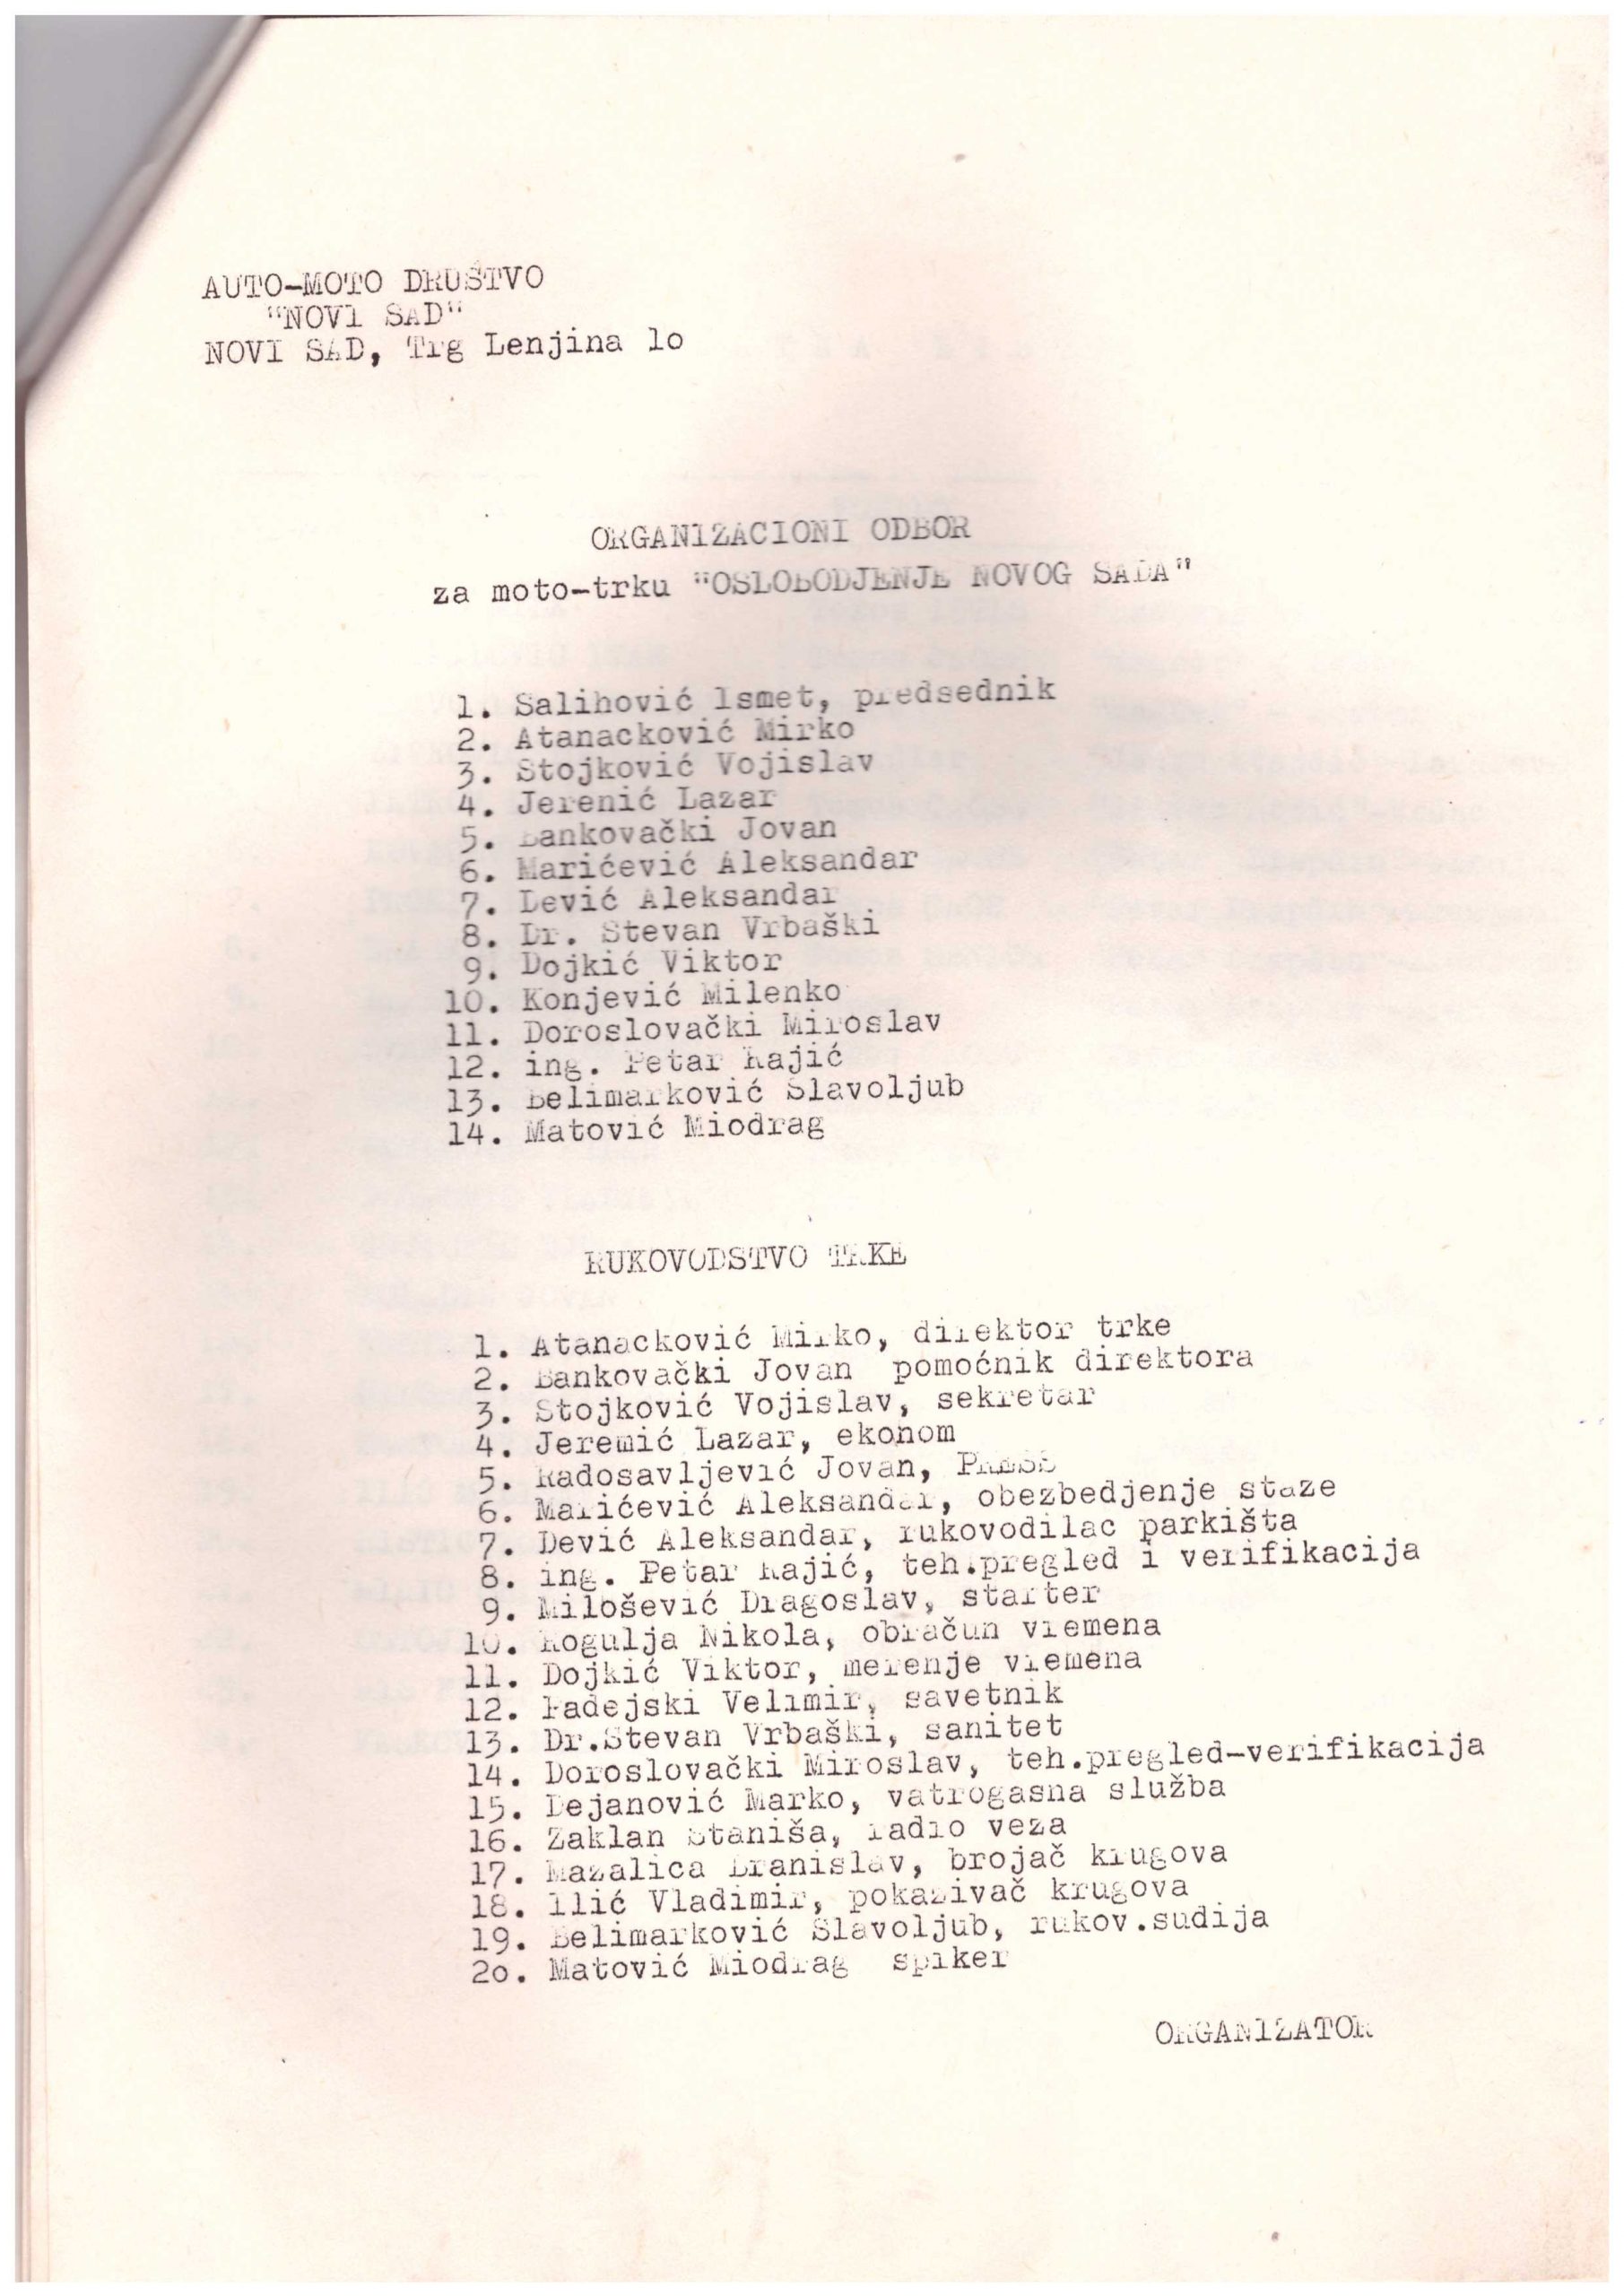 AUTO-MOTO DRUŠTVO
"NOVI SAD"
NOVI SAD, Trg Lenjina lo
ORGANIZACIONI ODBOR
za moto-trku "OSLOBODJENJE NOVOG SADA"
1. Salihović Ismet, predsednik
2. Atanacković Mirko
3. Stojković Vojislav
4. Jerenić Lazar
5. Bankovački Jovan
6. Marićević Aleksandar
7. Dević Aleksandar
8. Dr. Stevan Vrbaški
9. Dojkić Viktor
10. Konjević Milenko
11. Doroslovački Miroslav
12. ing. Petar Rajić
13. Belimarković Slavoljub
14. Matović Miodrag
RUKOVODSTVO TRKE
1. Atanacković Mirko, direktor trke
2. Bankovački Jovan pomoćnik direktora
3. Stojković Vojislav, sekretar
4. Jeremić Lazar, ekonom
5. Radosavljević Jovan, PRESS
6. Marićević Aleksandar, obezbedjenje staze
7. Dević Aleksandar, rukovodilac parkišta
8. ing. Petar Rajić, teh.pregled i verifikacija
9. Milošević Dragoslav, starter
10. Rogulja Nikola, obračun vremena
11. Dojkić Viktor, merenje vremena
12. Padejski Velimir, savetnik
13. Dr.Stevan Vrbaški, sanitet
14. Doroslovački Miroslav, teh.pregled-verifikacija
15. Dejanović Marko, vatrogasna služba
16. Zaklan Staniša, radio veza
17. Mazalica Branislav, brojač krugova
18. Ilić Vladimir, pokazivač krugova
19. Belimarković Slavoljub, rukov.sudija
2o. Matović Miodrag spiker
ORGANIZATOR